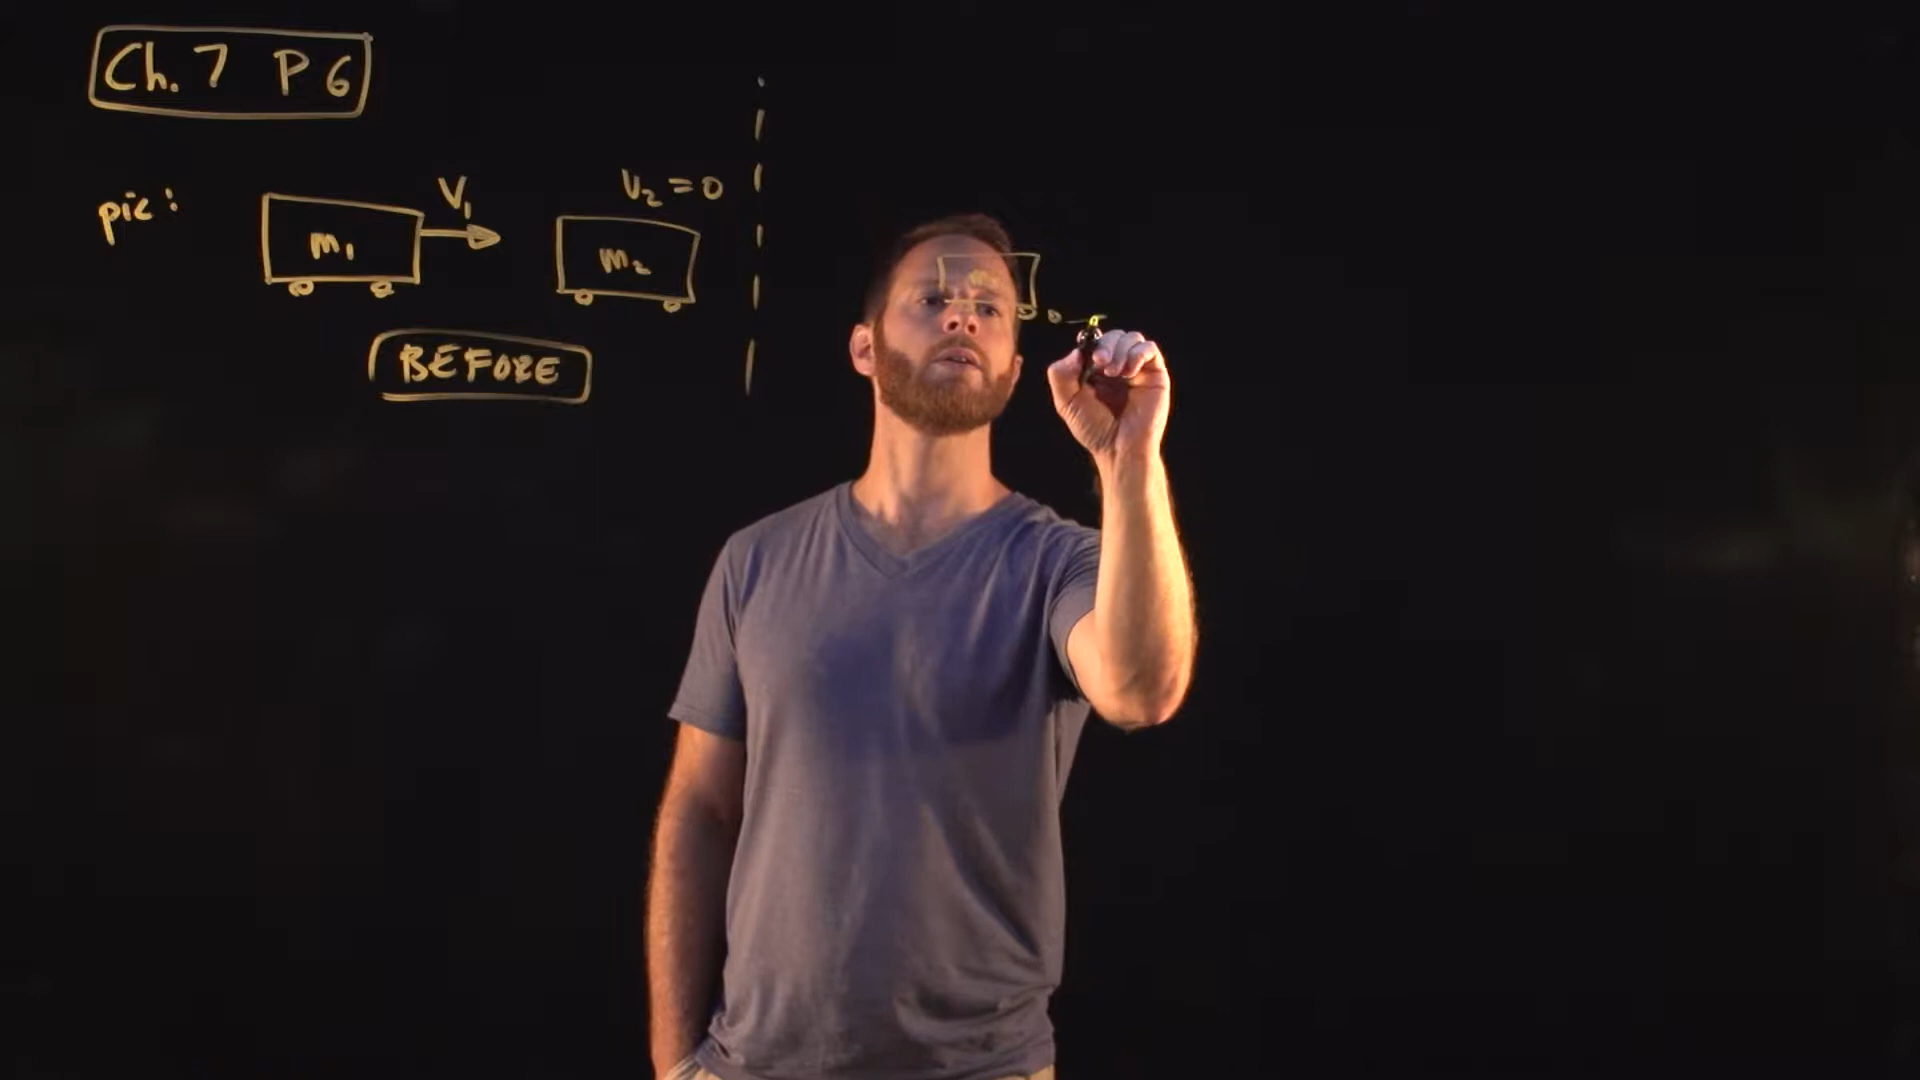 Ch. 7 P 6
pic:
m₁
V₁
m₂
V₂ = 0
BEFORE